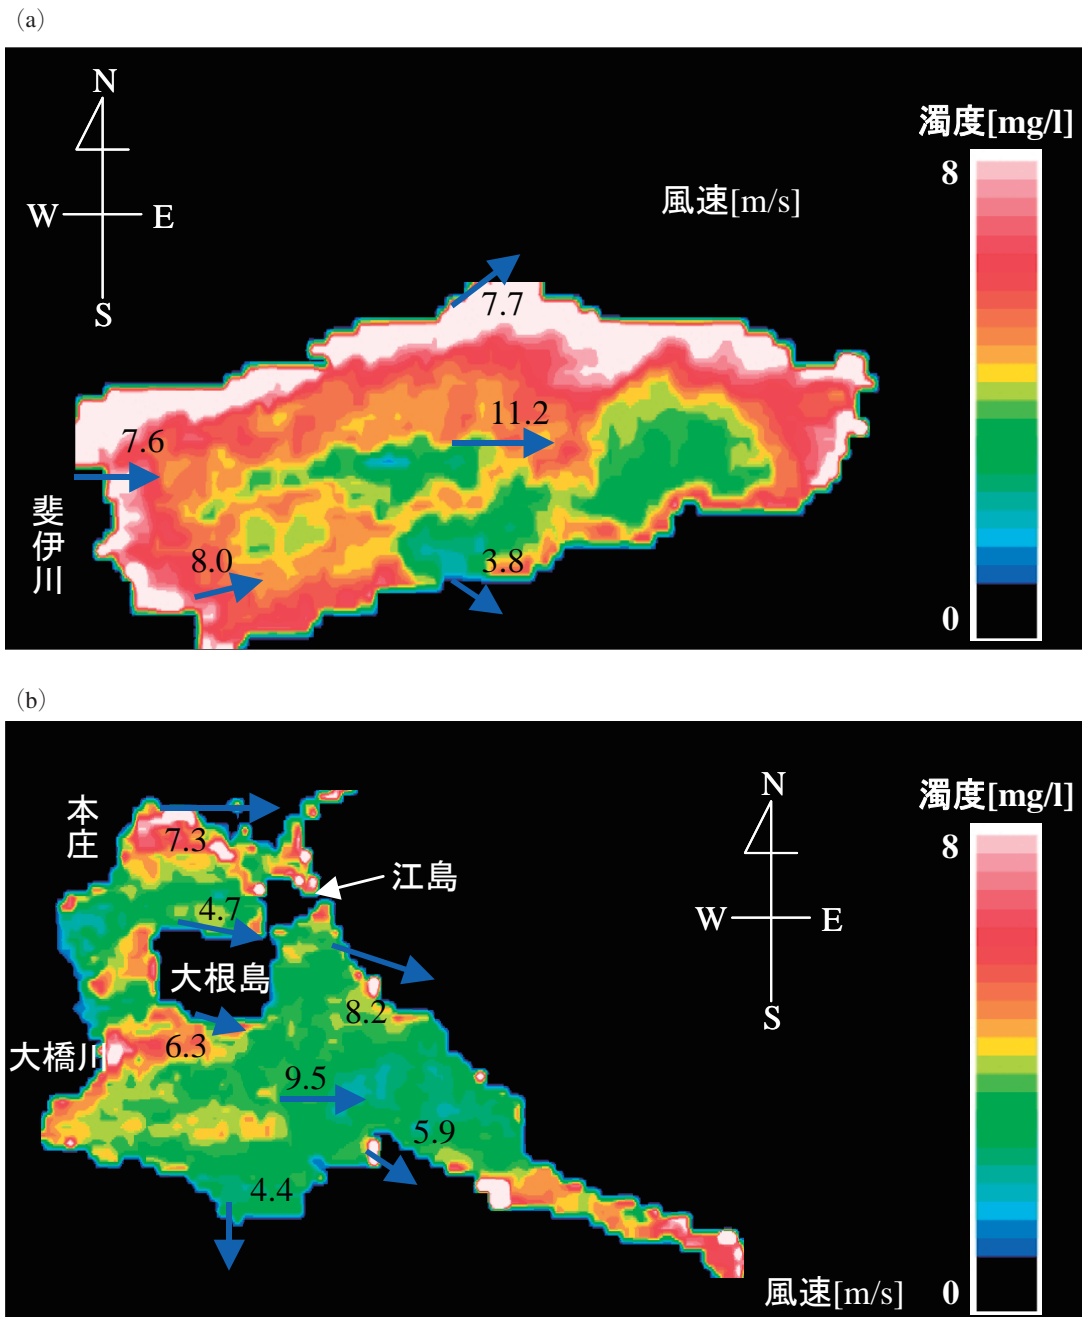 (a)
N
W
E
S
濁度[mg/l]
8
風速[m/s]
7.7
11.2
7.6
斐伊川
8.0
3.8
0
(b)
本庄
N
濁度[mg/l]
8
7.3
江島
4.7
W
E
大根島
S
8.2
大橋川
6.3
9.5
5.9
4.4
風速[m/s]
0